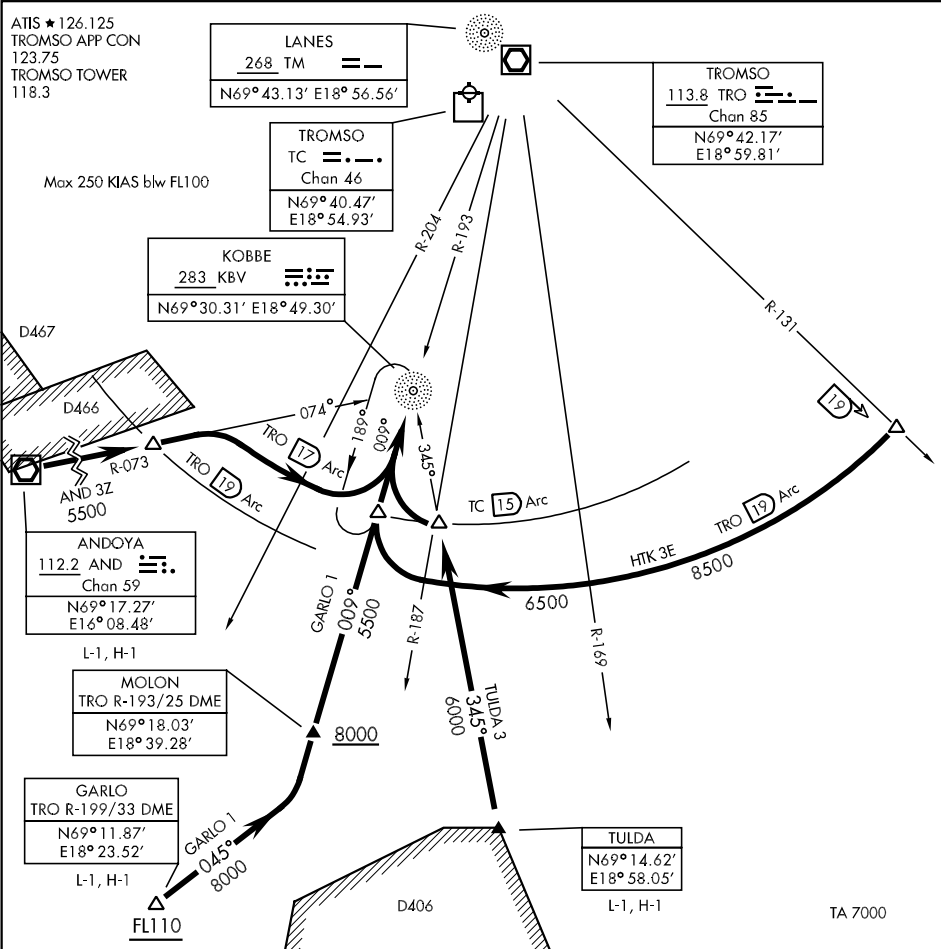 ATIS ★ 126.125
TROMSO APP CON
123.75
TROMSO TOWER
118.3
LANES
268 TM
N69° 43.13' E18° 56.56'
TROMSO
113.8 TRO
Chan 85
N69° 42.17'
E18° 59.81'
TROMSO
TC
Chan 46
N69° 40.47'
E18° 54.93'
Max 250 KIAS blw FL100
KOBBE
283 KBV
N69° 30.31' E18° 49.30'
R-204
R-193
R-131
D467
D466
19
074°
189°
009°
345°
TRO 17 Arc
TRO 19 Arc
R-073
AND 3Z
5500
TC 15 Arc
TRO 19 Arc
HTK 3E
8500
6500
ANDOYA
112.2 AND
Chan 59
N69° 17.27'
E16° 08.48'
L-1, H-1
GARLO 1
009°
5500
R-187
R-169
MOLON
TRO R-193/25 DME
N69° 18.03'
E18° 39.28'
8000
TULDA 3
345°
6000
GARLO
TRO R-199/33 DME
N69° 11.87'
E18° 23.52'
L-1, H-1
GARLO 1
045°
8000
FL110
TULDA
N69° 14.62'
E18° 58.05'
L-1, H-1
D406
TA 7000